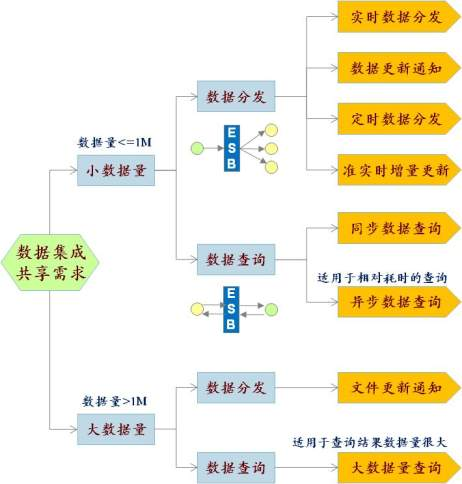 实时数据分发
数据更新通知
数据分发
定时数据分发
数据量<=1M
E
S
B
小数据量
准实时增量更新
同步数据查询
数据集成
共享需求
数据查询
适用于相对耗时的查询
异步数据查询
E
S
B
数据分发
文件更新通知
数据量>1M
大数据量
适用于查询结果数据量很大
数据查询
大数据量查询